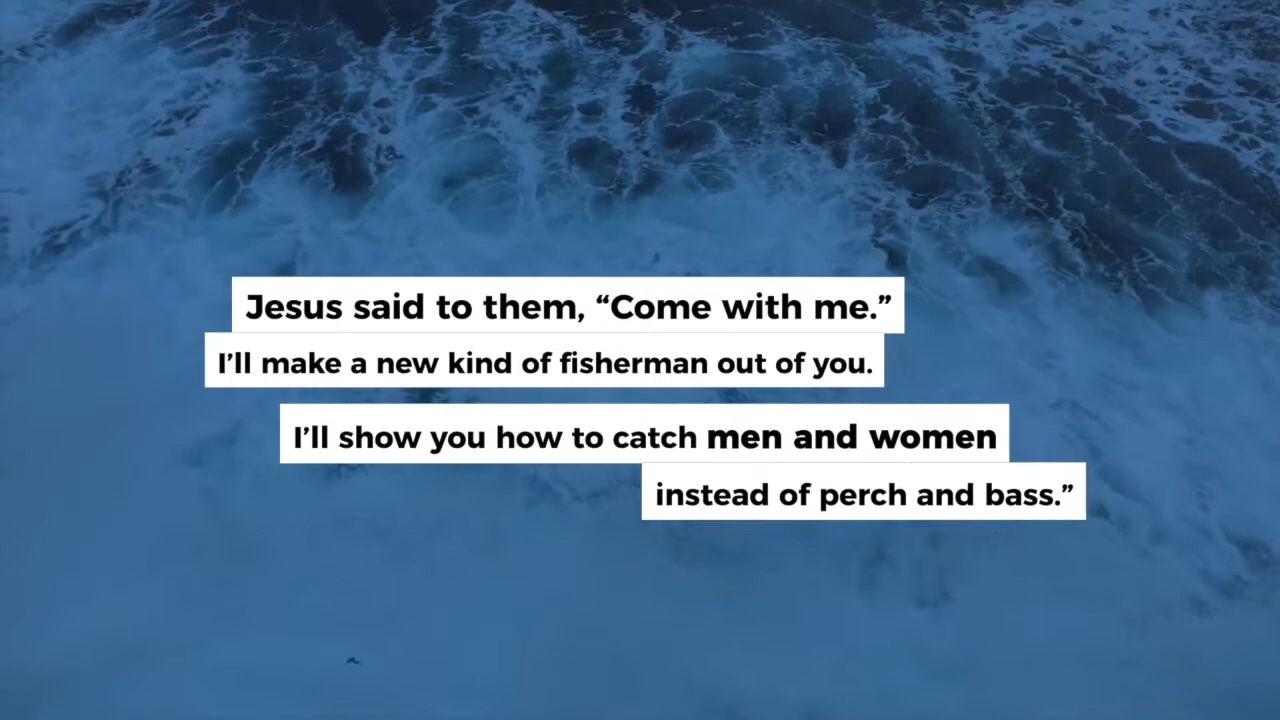 Jesus said to them, “Come with me.”
I’ll make a new kind of fisherman out of you.
I’ll show you how to catch men and women
instead of perch and bass.”